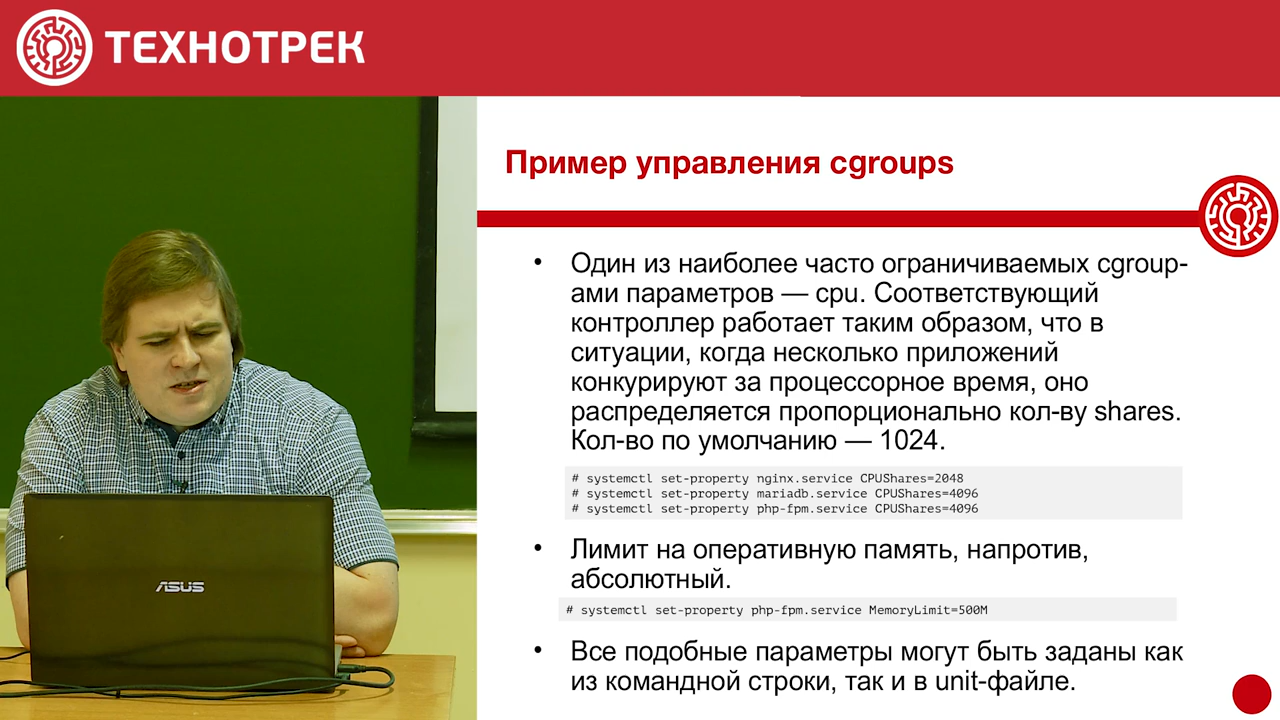 ТЕХНОТРЕК
Пример управления cgroups
• Один из наиболее часто ограничиваемых cgroup-
ами параметров — cpu. Соответствующий
контроллер работает таким образом, что в
ситуации, когда несколько приложений
конкурируют за процессорное время, оно
распределяется пропорционально кол-ву shares.
Кол-во по умолчанию — 1024.
# systemctl set-property nginx.service CPUShares=2048
# systemctl set-property mariadb.service CPUShares=4096
# systemctl set-property php-fpm.service CPUShares=4096
• Лимит на оперативную память, напротив,
абсолютный.
# systemctl set-property php-fpm.service MemoryLimit=500M
• Все подобные параметры могут быть заданы как
из командной строки, так и в unit-файле.
ASUS